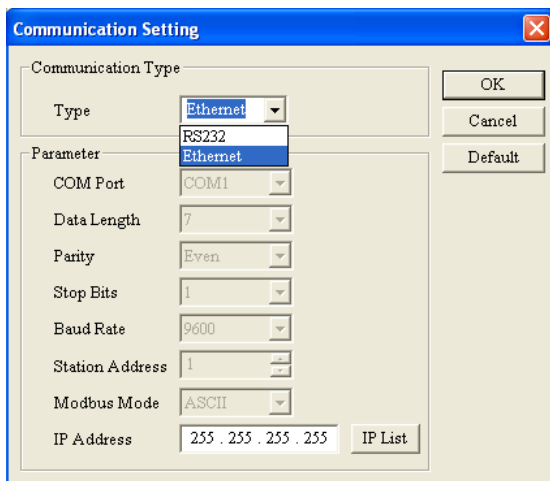 Communication Setting
Communication Type
Type Ethernet
RS232
Ethernet
OK
Cancel
Default
Parameter
COM Port COM1
Data Length 7
Parity Even
Stop Bits 1
Baud Rate 9600
Station Address 1
Modbus Mode ASCII
IP Address 255 . 255 . 255 . 255 IP List